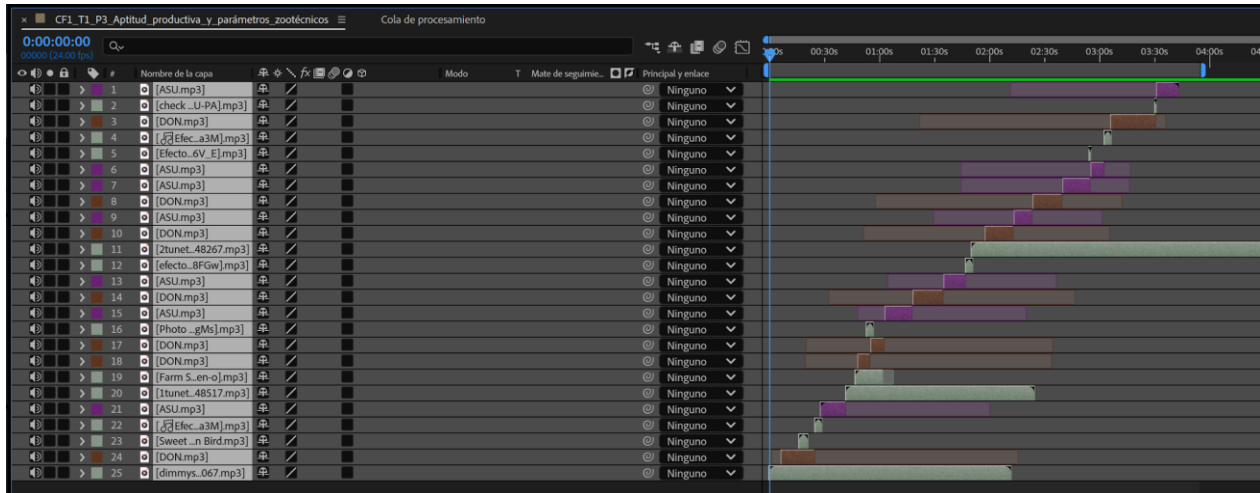 × CF1_T1_P3_Aptitud_productiva_y_parámetros_zootécnicos ≡ Cola de procesamiento
0:00:00:00
00000 (24.00 fps)
00:30s 01:00s 01:30s 02:00s 02:30s 03:00s 03:30s 04:00s 04
# Nombre de la capa fx Modo T Mate de seguimie... Principal y enlace
1 [ASU.mp3] Ninguno
2 [check ...U-PA].mp3] Ninguno
3 [DON.mp3] Ninguno
4 [🎵Efec...a3M].mp3] Ninguno
5 [Efecto...6V_E].mp3] Ninguno
6 [ASU.mp3] Ninguno
7 [ASU.mp3] Ninguno
8 [DON.mp3] Ninguno
9 [ASU.mp3] Ninguno
10 [DON.mp3] Ninguno
11 [2tunet...48267.mp3] Ninguno
12 [efecto...8FGw].mp3] Ninguno
13 [ASU.mp3] Ninguno
14 [DON.mp3] Ninguno
15 [ASU.mp3] Ninguno
16 [Photo ...gMs].mp3] Ninguno
17 [DON.mp3] Ninguno
18 [DON.mp3] Ninguno
19 [Farm S...en-o].mp3] Ninguno
20 [1tunet...48517.mp3] Ninguno
21 [ASU.mp3] Ninguno
22 [🎵Efec...a3M].mp3] Ninguno
23 [Sweet ...n Bird.mp3] Ninguno
24 [DON.mp3] Ninguno
25 [dimmys...067.mp3] Ninguno